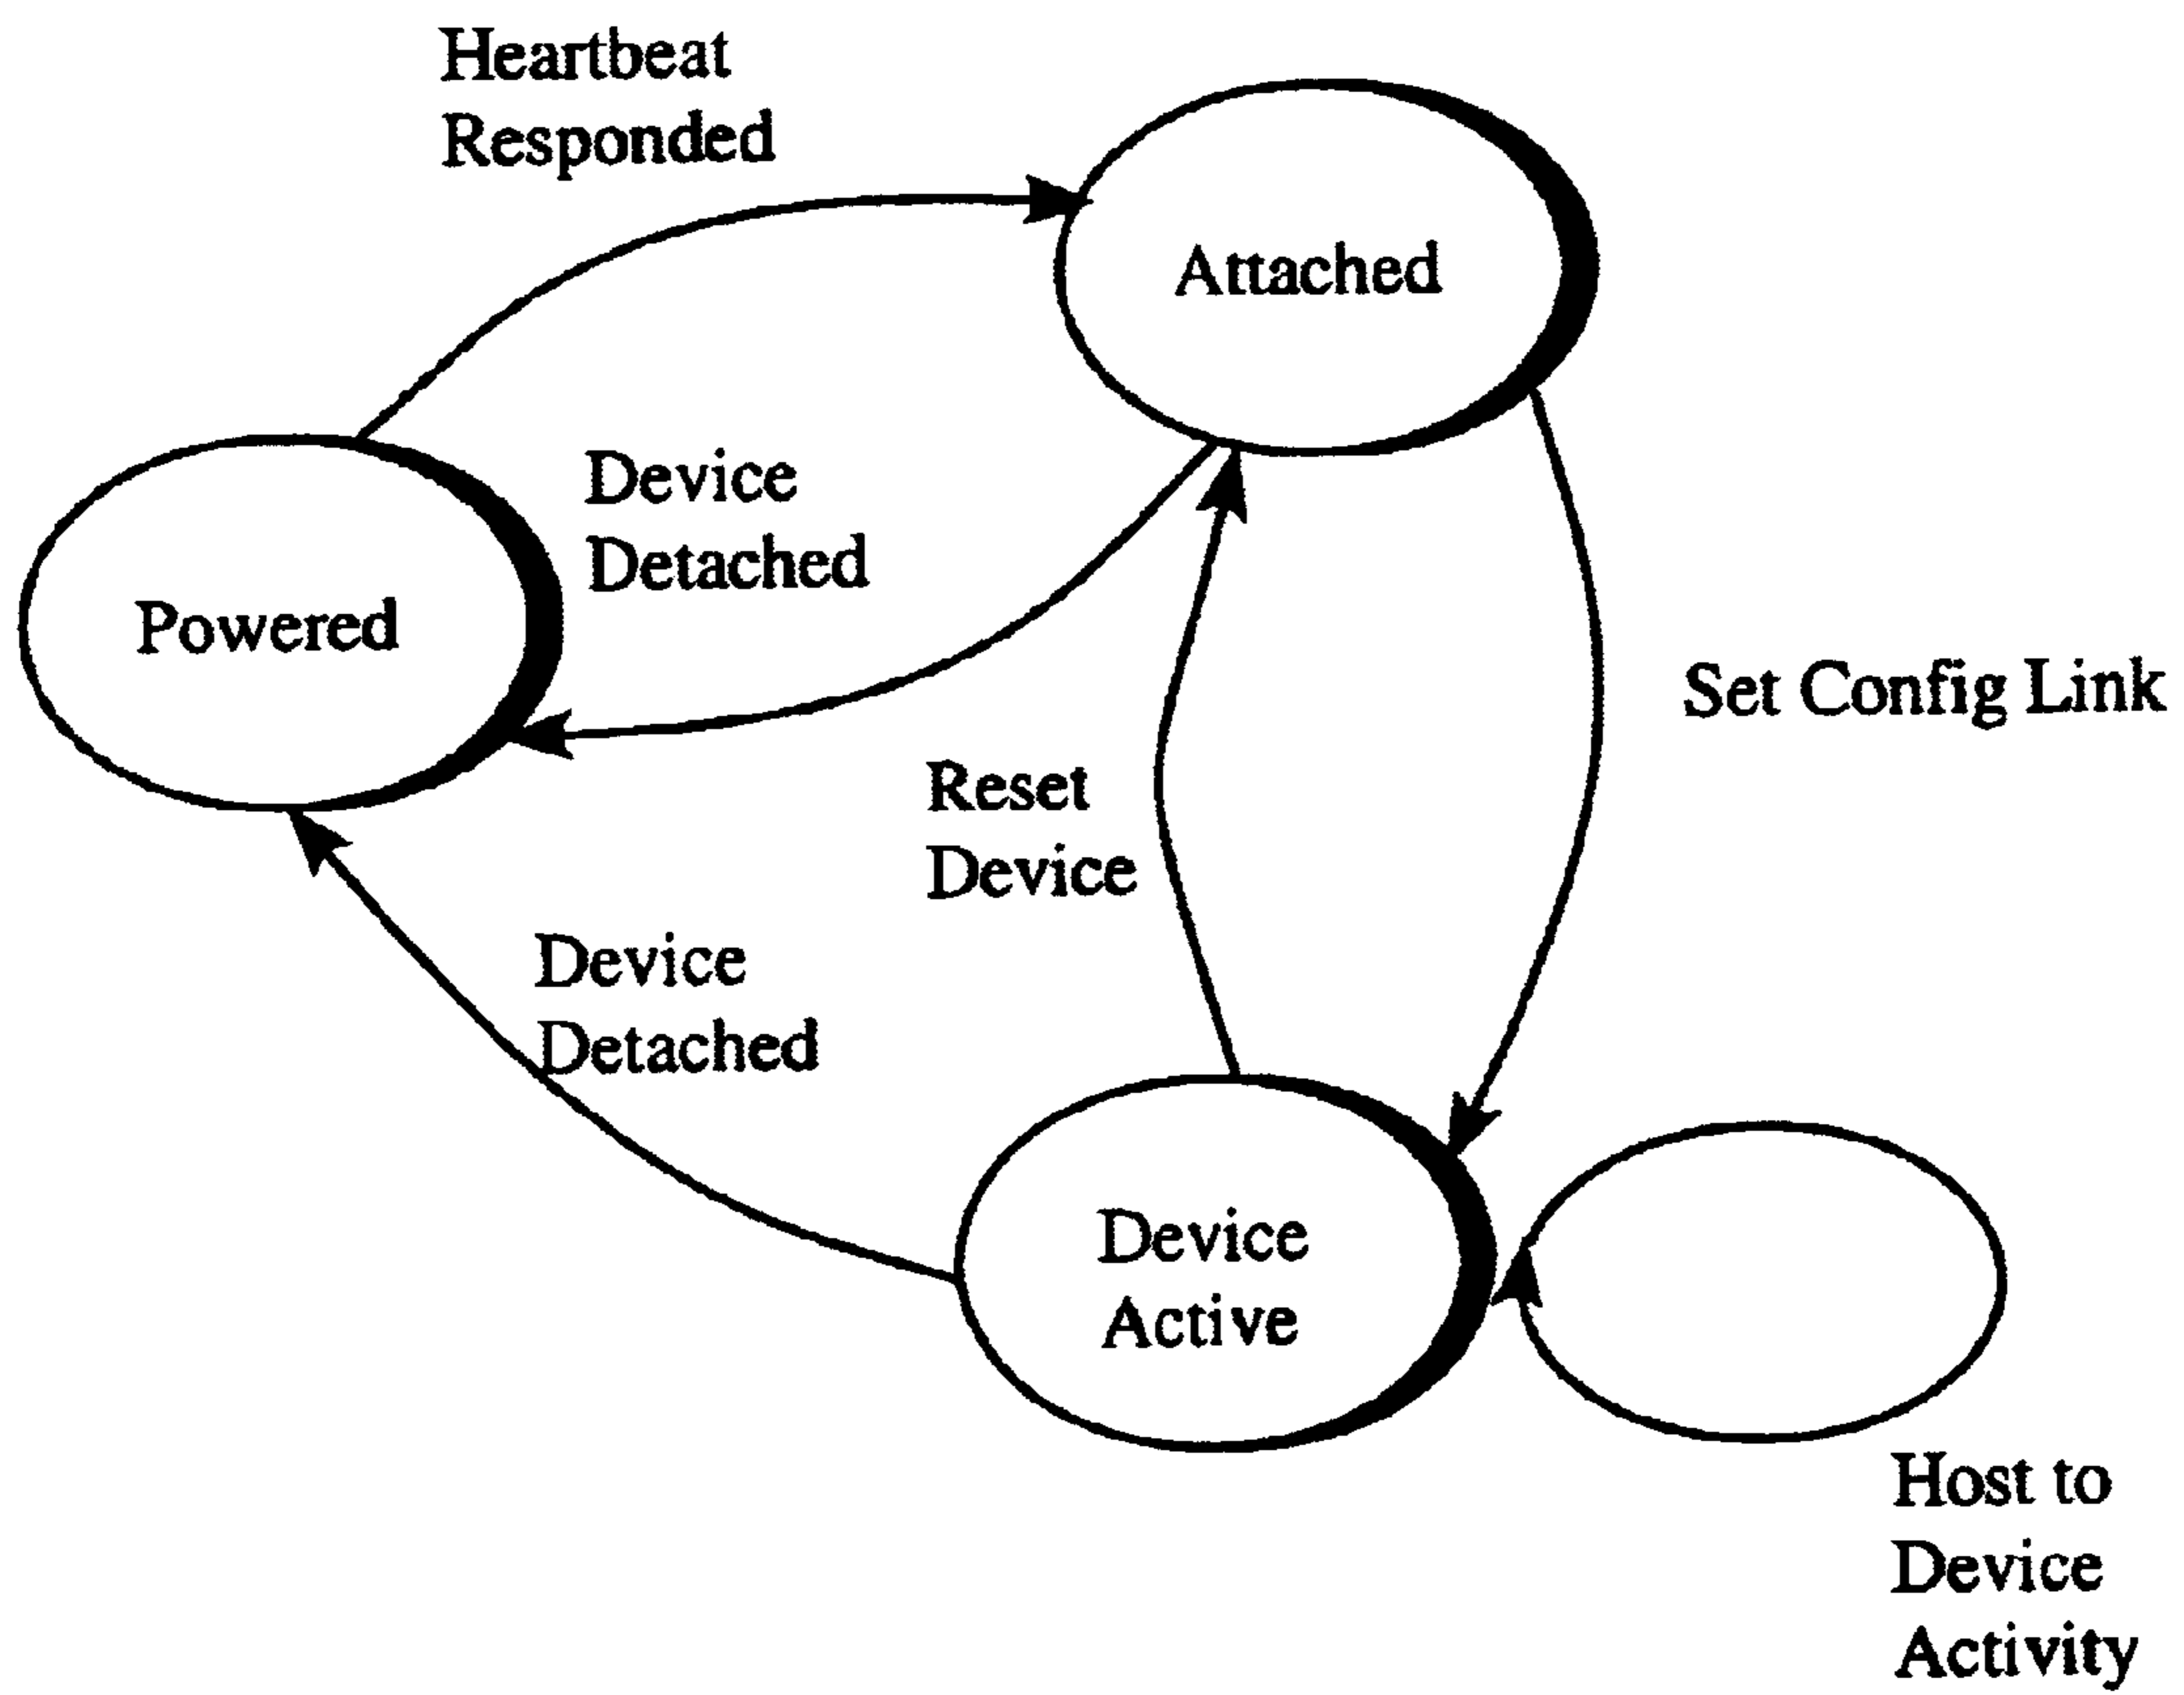 Heartbeat
Responded
Attached
Device
Detached
Powered
Set Config Link
Reset
Device
Device
Detached
Device
Active
Host to
Device
Activity